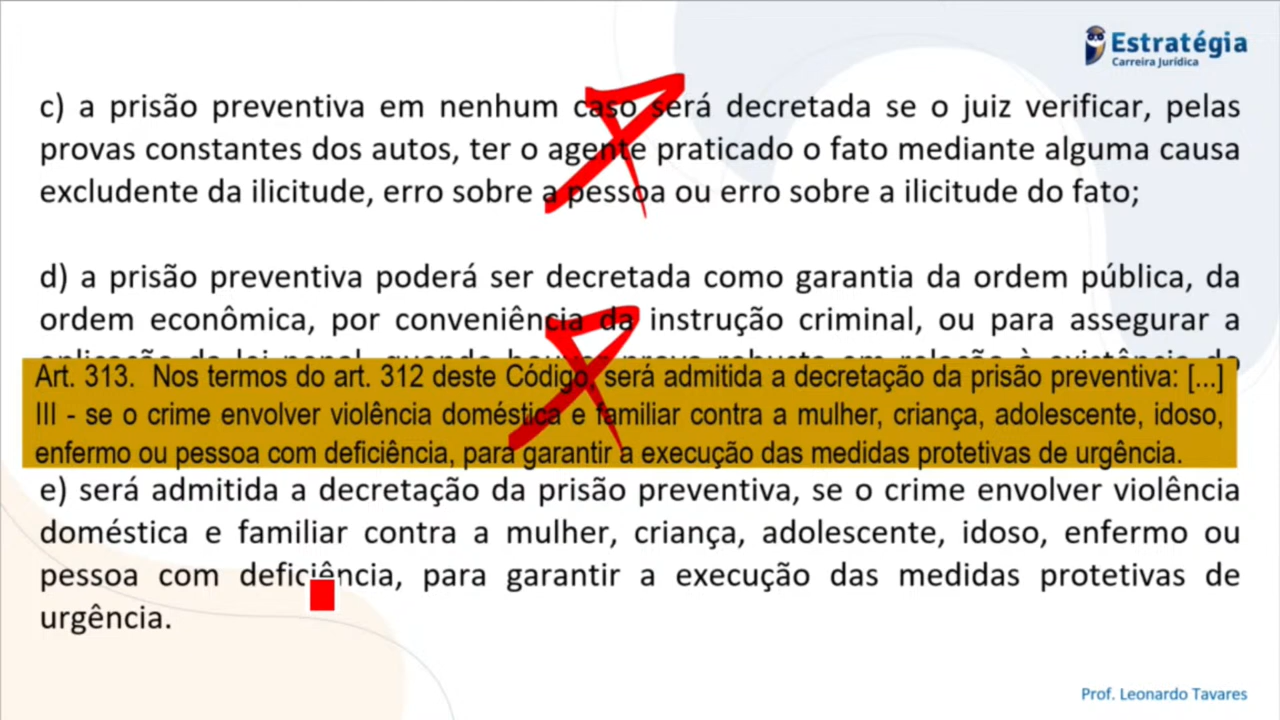 Estratégia
Carreira Jurídica
c) a prisão preventiva em nenhum caso será decretada se o juiz verificar, pelas
provas constantes dos autos, ter o agente praticado o fato mediante alguma causa
excludente da ilicitude, erro sobre a pessoa ou erro sobre a ilicitude do fato;
d) a prisão preventiva poderá ser decretada como garantia da ordem pública, da
ordem econômica, por conveniência da instrução criminal, ou para assegurar a
Art. 313. Nos termos do art. 312 deste Código, será admitida a decretação da prisão preventiva: [...]
III - se o crime envolver violência doméstica e familiar contra a mulher, criança, adolescente, idoso,
enfermo ou pessoa com deficiência, para garantir a execução das medidas protetivas de urgência.
e) será admitida a decretação da prisão preventiva, se o crime envolver violência
doméstica e familiar contra a mulher, criança, adolescente, idoso, enfermo ou
pessoa com deficiência, para garantir a execução das medidas protetivas de
urgência.
Prof. Leonardo Tavares